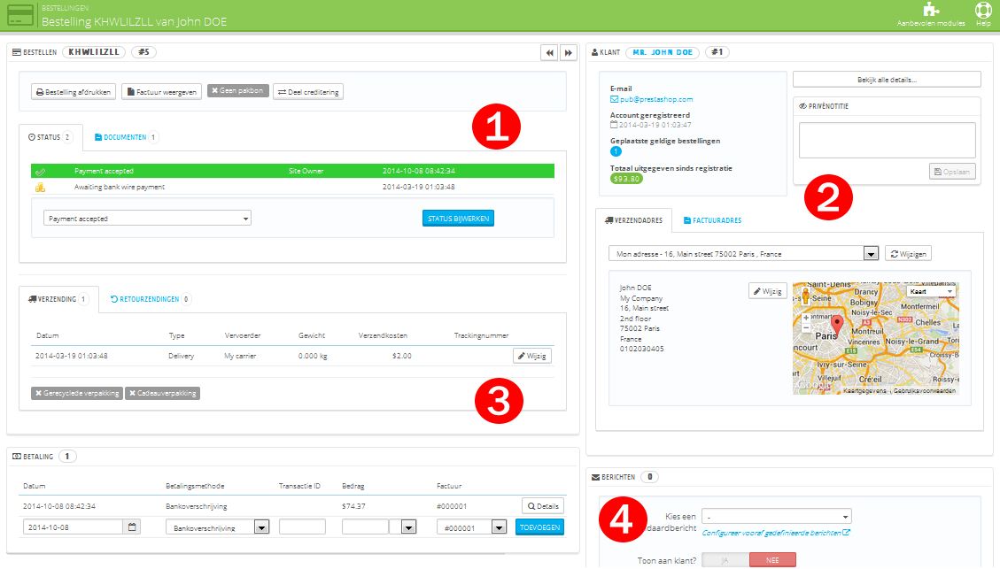 BESTELLINGEN
Bestelling KHWLILZLL van John DOE
Aanbevolen modules
Help
BESTELLEN KHWLILZLL #5
Bestelling afdrukken Factuur weergeven Geen pakbon Deel creditering
1
STATUS 2 DOCUMENTEN 1
Payment accepted Site Owner 2014-10-08 08:42:34
Awaiting bank wire payment 2014-03-19 01:03:48
Payment accepted STATUS BIJWERKEN
VERZENDING 1 RETOURZENDINGEN 0
Datum Type Vervoerder Gewicht Verzendkosten Trackingnummer
2014-03-19 01:03:48 Delivery My carrier 0.000 kg $2.00 Wijzig
Gerecyclede verpakking Cadeauverpakking
3
BETALING 1
Datum Betalingsmethode Transactie ID Bedrag Factuur
2014-10-08 08:42:34 Bankoverschrijving $74.37 #000001 Details
2014-10-08 Bankoverschrijving #000001 TOEVOEGEN
KLANT MR. JOHN DOE #1
E-mail
pub@prestashop.com
Account geregistreerd
2014-03-19 01:03:47
Geplaatste geldige bestellingen
1
Totaal uitgegeven sinds registratie
$93.80
Bekijk alle details...
PRIVÉNOTITIE
Opslaan
2
VERZENDADRES FACTUURADRES
Mon adresse - 16, Main street 75002 Paris , France Wijzigen
John DOE
My Company
16, Main street
2nd floor
75002 Paris
France
0102030405
Wijzig
Kaart
Saint-Denis
Drancy
Bobigny
Montfermeil
Noisy-le-Sec
Chelles
Montreuil
Paris
Vincennes
Noisy-le-Grand
Ivry-sur-Seine
Villejuif
Créteil
Google
Kaartgegevens
Gebruiksvoorwaarden
BERICHTEN 0
4
Kies een
daardbericht
-
Configureer vooraf gedefinieerde berichten
Toon aan klant? JA NEE